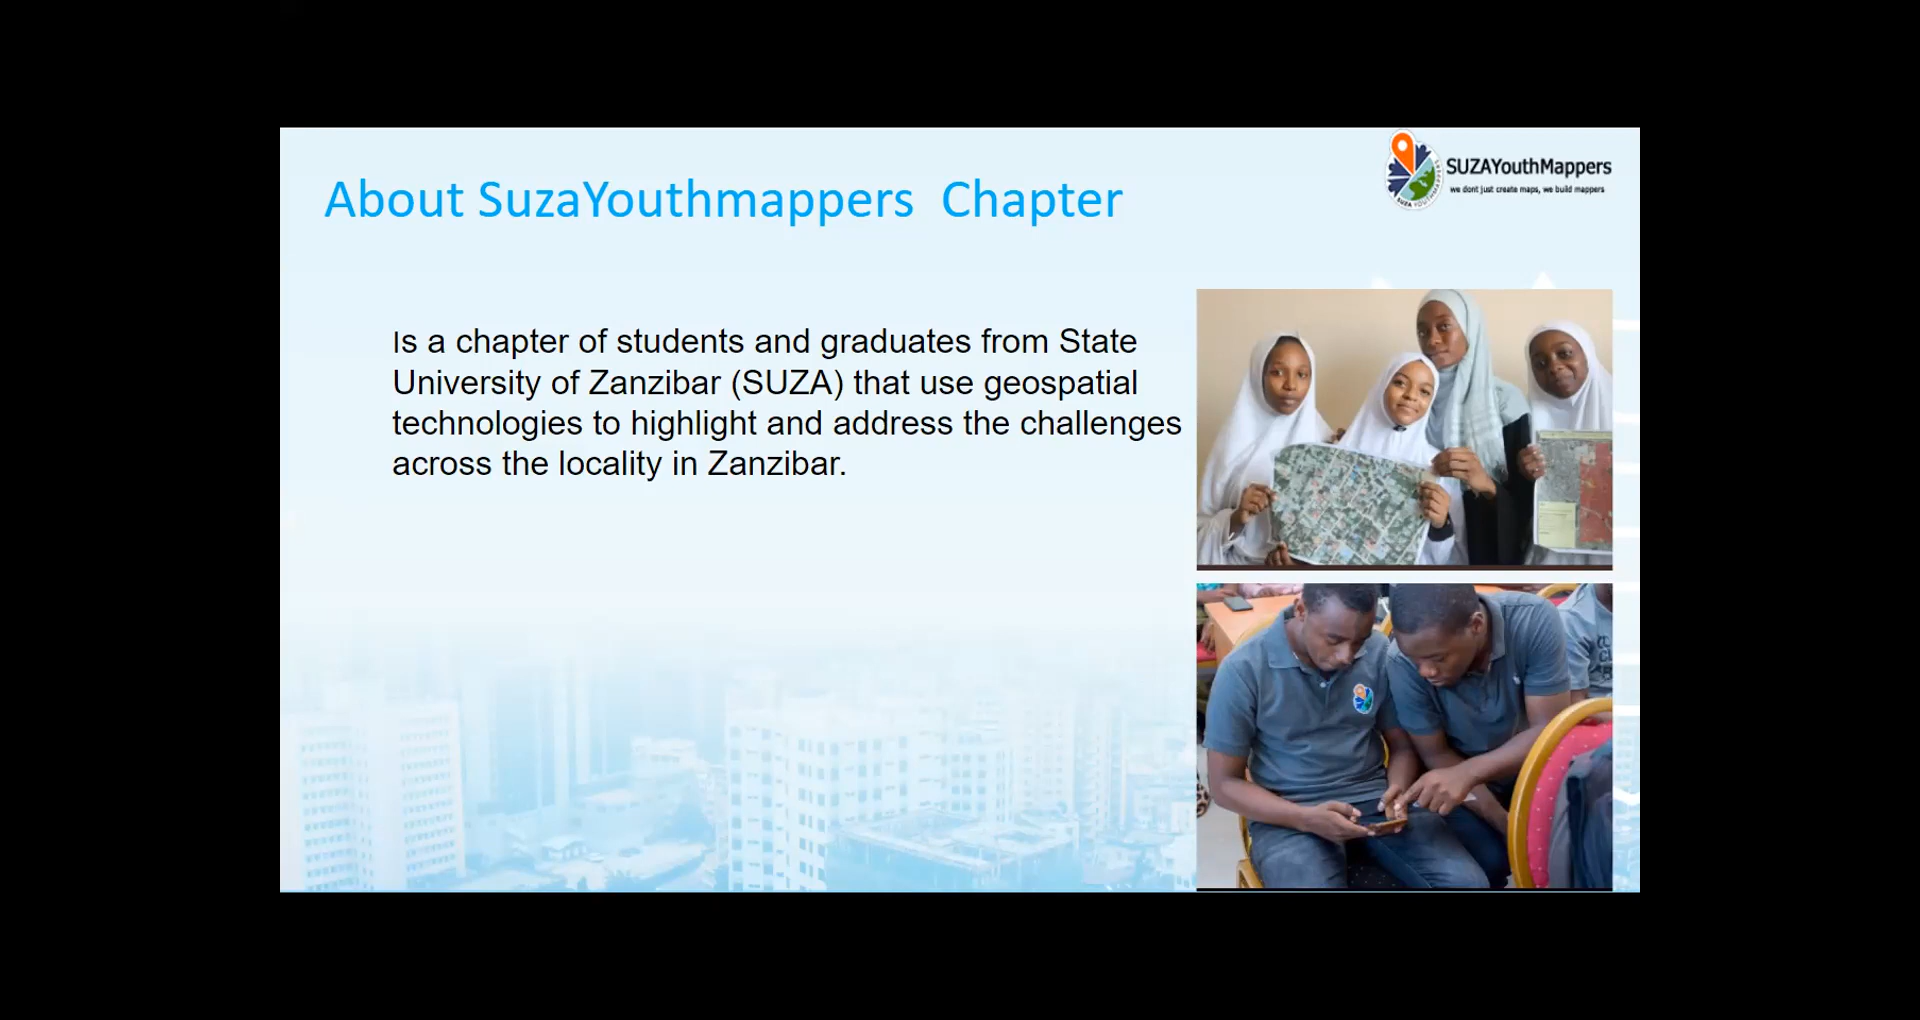 About SuzaYouthmappers  Chapter
SUZAYouthMappers
we dont just create maps, we build mappers
Is a chapter of students and graduates from State
University of Zanzibar (SUZA) that use geospatial
technologies to highlight and address the challenges
across the locality in Zanzibar.